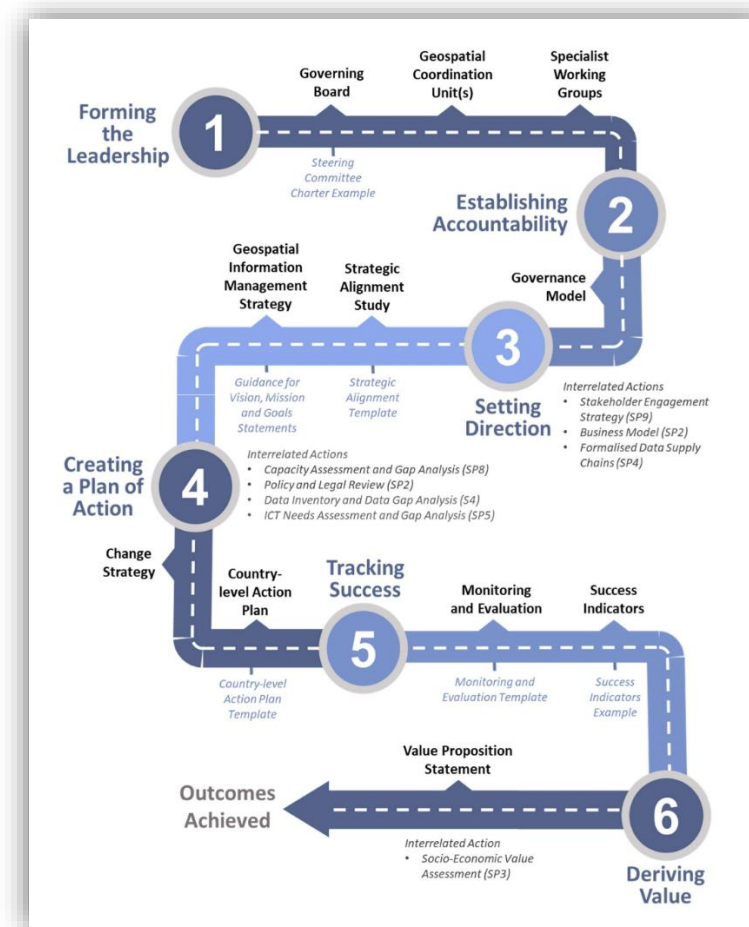 Forming
the
Leadership
1
Governing
Board
Geospatial
Coordination
Unit(s)
Specialist
Working
Groups
Steering
Committee
Charter Example
Establishing
Accountability
2
Governance
Model
Geospatial
Information
Management
Strategy
Strategic
Alignment
Study
3
Setting
Direction
Guidance for
Vision, Mission
and Goals
Statements
Strategic
Alignment
Template
Interrelated Actions
• Stakeholder Engagement
Strategy (SP9)
• Business Model (SP2)
• Formalised Data Supply
Chains (SP4)
Creating
a Plan of
Action
4
Interrelated Actions
• Capacity Assessment and Gap Analysis (SP8)
• Policy and Legal Review (SP2)
• Data Inventory and Data Gap Analysis (S4)
• ICT Needs Assessment and Gap Analysis (SP5)
Change
Strategy
Country-
level Action
Plan
Country-level
Action Plan
Template
Tracking
Success
5
Monitoring
and Evaluation
Success
Indicators
Monitoring and
Evaluation Template
Success
Indicators
Example
6
Deriving
Value
Value Proposition
Statement
Interrelated Action
• Socio-Economic Value
Assessment (SP3)
Outcomes
Achieved